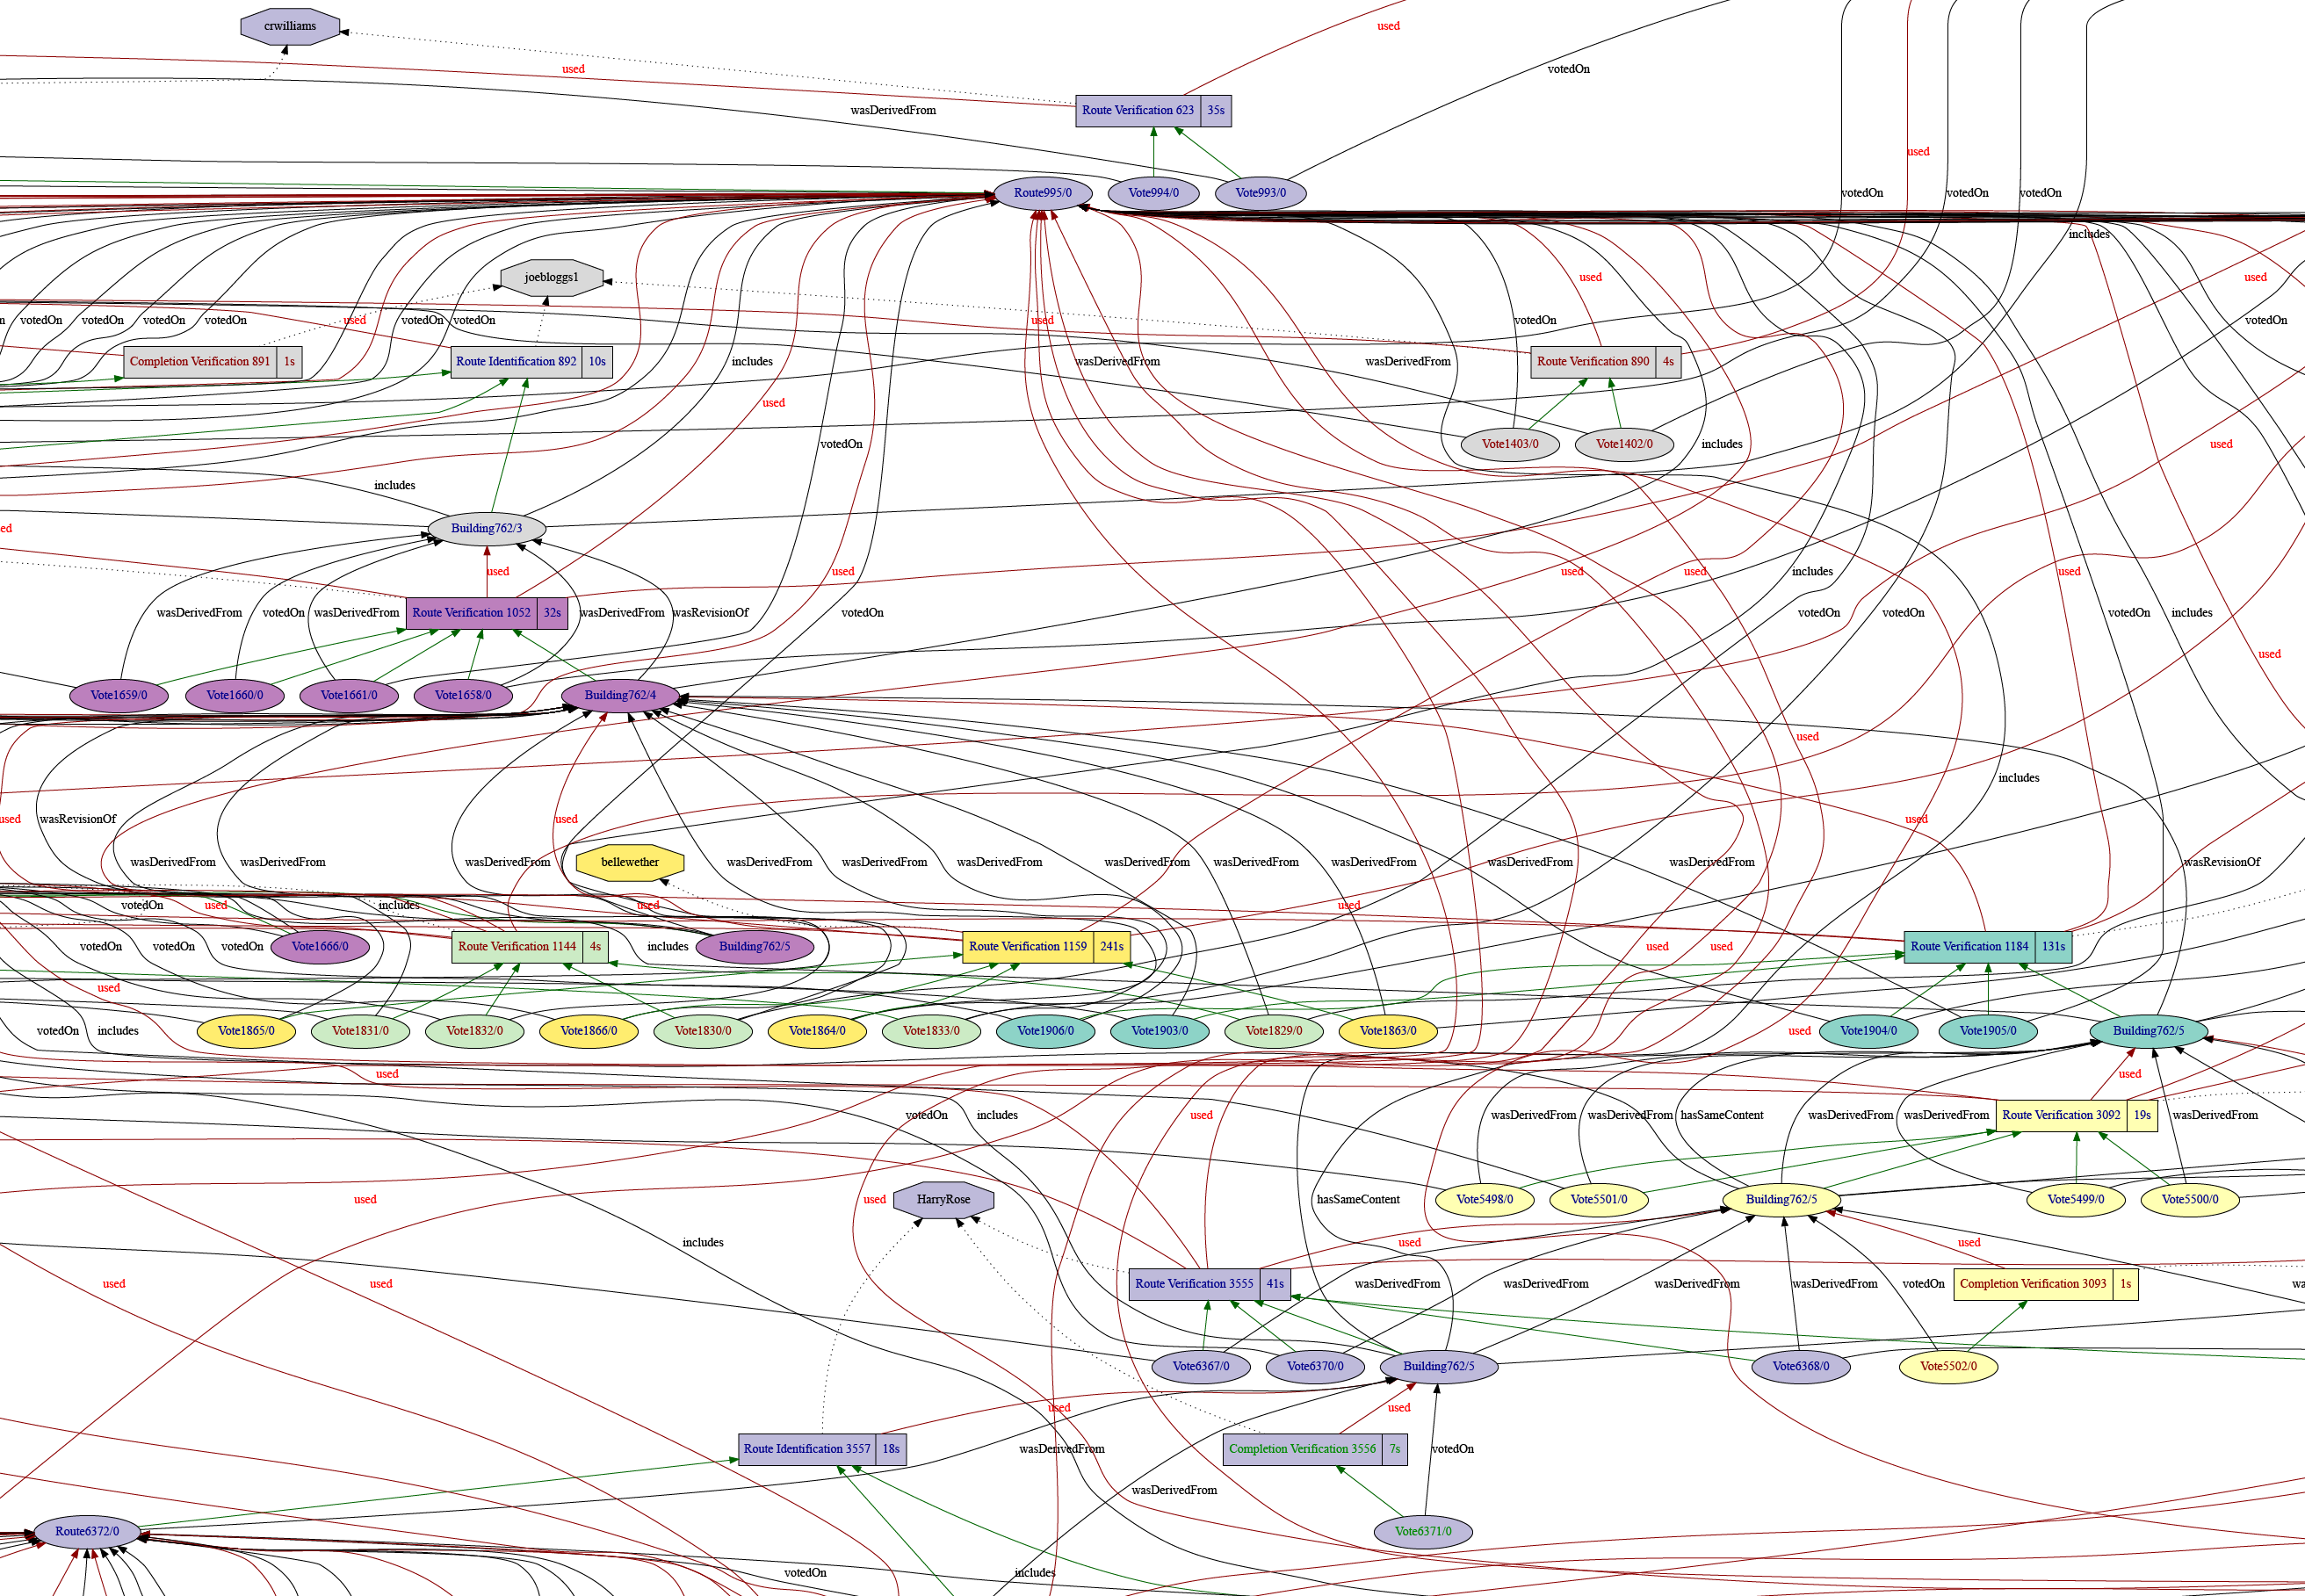 crwilliams
used
used
votedOn
Route Verification 623 35s
wasDerivedFrom
used
Route995/0
Vote994/0
Vote993/0
votedOn
votedOn
votedOn
includes
joebloggs1
used
used
votedOn
votedOn
votedOn
votedOn
used
votedOn
votedOn
used
votedOn
votedOn
Completion Verification 891 1s
Route Identification 892 10s
includes
wasDerivedFrom
wasDerivedFrom
Route Verification 890 4s
used
votedOn
Vote1403/0
Vote1402/0
includes
used
includes
Building762/3
used
used
used
used
includes
used
wasDerivedFrom
votedOn
wasDerivedFrom
Route Verification 1052 32s
wasDerivedFrom
wasRevisionOf
votedOn
votedOn
votedOn
votedOn
includes
used
Vote1659/0
Vote1660/0
Vote1661/0
Vote1658/0
Building762/4
used
includes
used
wasRevisionOf
used
used
wasDerivedFrom
wasDerivedFrom
wasDerivedFrom
bellewether
wasDerivedFrom
wasDerivedFrom
wasDerivedFrom
wasDerivedFrom
wasDerivedFrom
wasDerivedFrom
wasDerivedFrom
wasDerivedFrom
wasRevisionOf
votedOn
used
includes
used
used
votedOn
votedOn
votedOn
Vote1666/0
Route Verification 1144 4s
includes
Building762/5
Route Verification 1159 241s
used
used
Route Verification 1184 131s
used
votedOn
includes
Vote1865/0
Vote1831/0
Vote1832/0
Vote1866/0
Vote1830/0
Vote1864/0
Vote1833/0
Vote1906/0
Vote1903/0
Vote1829/0
Vote1863/0
used
Vote1904/0
Vote1905/0
Building762/5
used
used
votedOn
includes
used
wasDerivedFrom
wasDerivedFrom
hasSameContent
wasDerivedFrom
wasDerivedFrom
Route Verification 3092 19s
wasDerivedFrom
used
used
HarryRose
hasSameContent
Vote5498/0
Vote5501/0
Building762/5
Vote5499/0
Vote5500/0
includes
used
used
used
used
wasDerivedFrom
Route Verification 3555 41s
wasDerivedFrom
wasDerivedFrom
wasDerivedFrom
votedOn
Completion Verification 3093 1s
Vote6367/0
Vote6370/0
Building762/5
Vote6368/0
Vote5502/0
used
used
Route Identification 3557 18s
wasDerivedFrom
Completion Verification 3556 7s
votedOn
wasDerivedFrom
Route6372/0
Vote6371/0
votedOn
includes